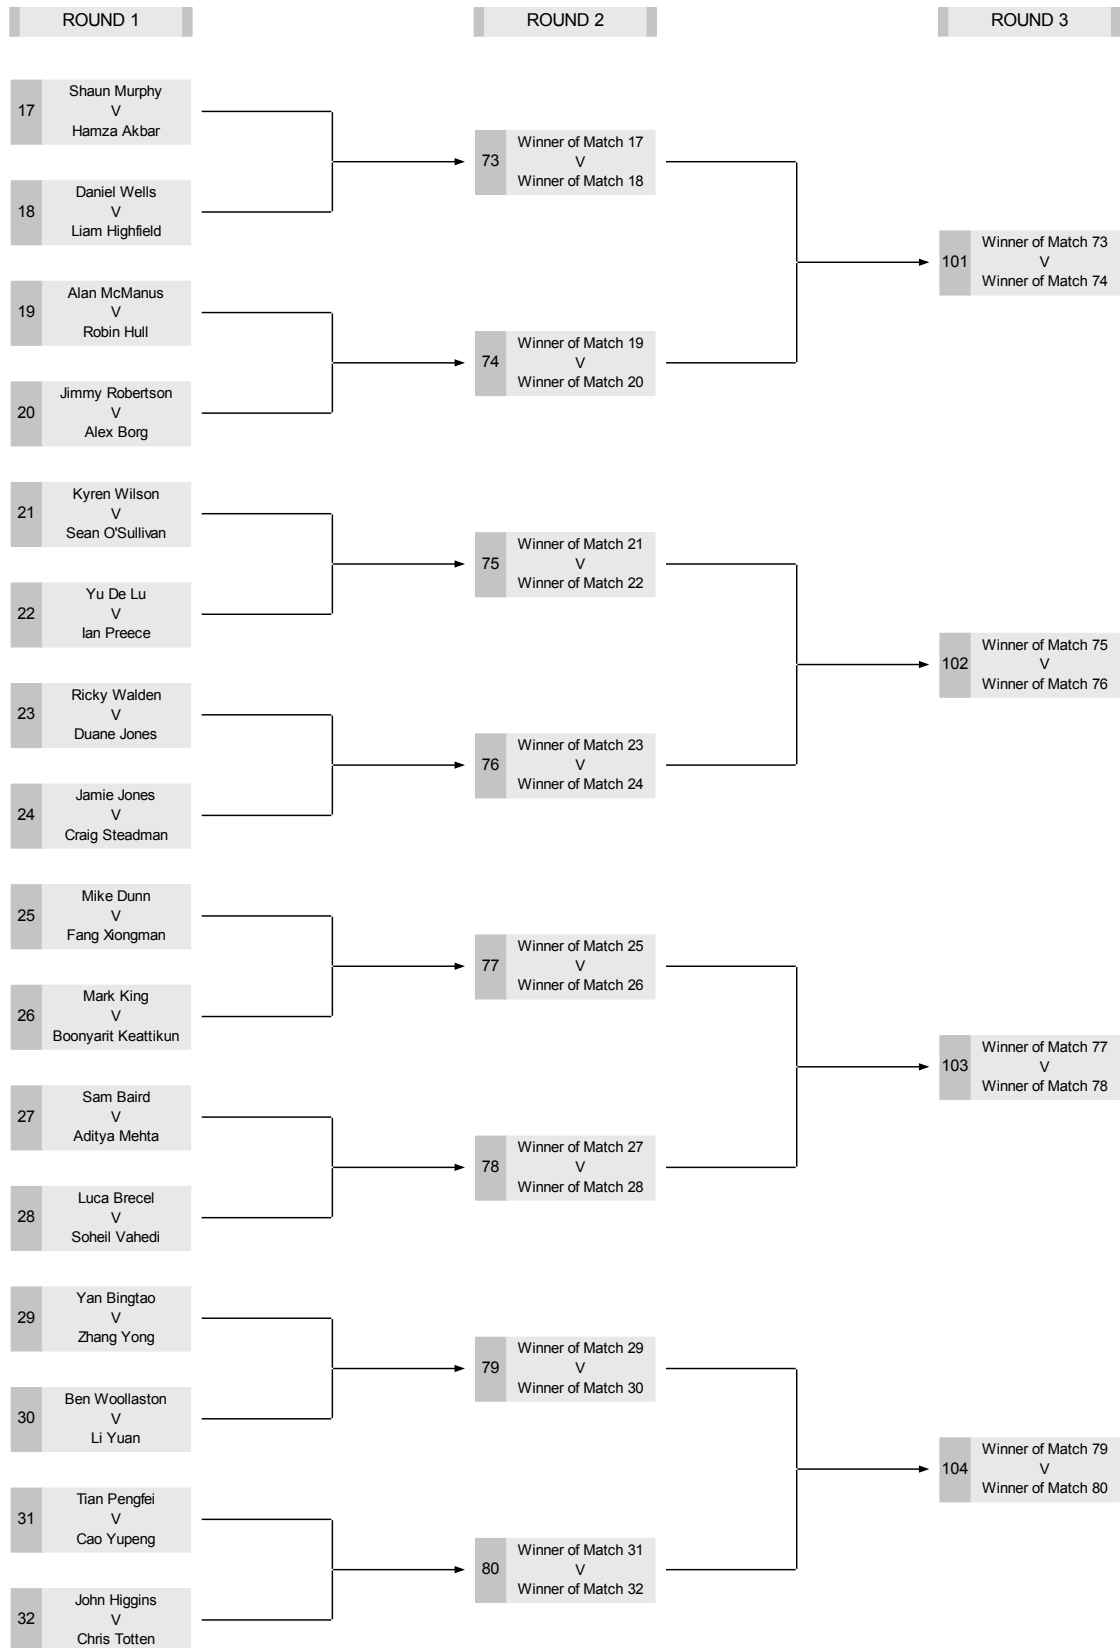 ROUND 1
ROUND 2
ROUND 3
17
Shaun Murphy
V
Hamza Akbar
18
Daniel Wells
V
Liam Highfield
19
Alan McManus
V
Robin Hull
20
Jimmy Robertson
V
Alex Borg
21
Kyren Wilson
V
Sean O'Sullivan
22
Yu De Lu
V
Ian Preece
23
Ricky Walden
V
Duane Jones
24
Jamie Jones
V
Craig Steadman
25
Mike Dunn
V
Fang Xiongman
26
Mark King
V
Boonyarit Keattikun
27
Sam Baird
V
Aditya Mehta
28
Luca Brecel
V
Soheil Vahedi
29
Yan Bingtao
V
Zhang Yong
30
Ben Woollaston
V
Li Yuan
31
Tian Pengfei
V
Cao Yupeng
32
John Higgins
V
Chris Totten
73
Winner of Match 17
V
Winner of Match 18
74
Winner of Match 19
V
Winner of Match 20
75
Winner of Match 21
V
Winner of Match 22
76
Winner of Match 23
V
Winner of Match 24
77
Winner of Match 25
V
Winner of Match 26
78
Winner of Match 27
V
Winner of Match 28
79
Winner of Match 29
V
Winner of Match 30
80
Winner of Match 31
V
Winner of Match 32
101
Winner of Match 73
V
Winner of Match 74
102
Winner of Match 75
V
Winner of Match 76
103
Winner of Match 77
V
Winner of Match 78
104
Winner of Match 79
V
Winner of Match 80